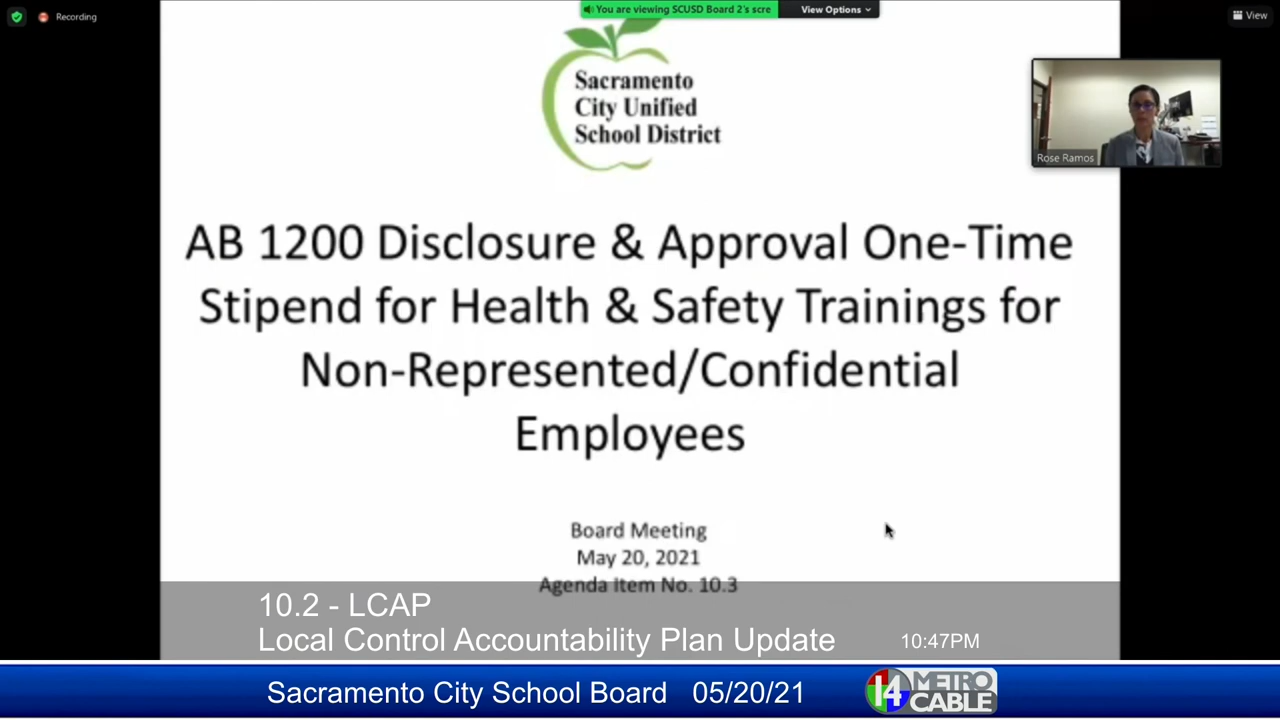 Recording
You are viewing SCUSD Board 2's scre
View Options
View
Sacramento
City Unified
School District
Rose Ramos
AB 1200 Disclosure & Approval One-Time
Stipend for Health & Safety Trainings for
Non-Represented/Confidential
Employees
Board Meeting
May 20, 2021
Agenda Item No. 10.3
10.2 - LCAP
Local Control Accountability Plan Update
10:47PM
Sacramento City School Board 05/20/21
14 METRO
CABLE